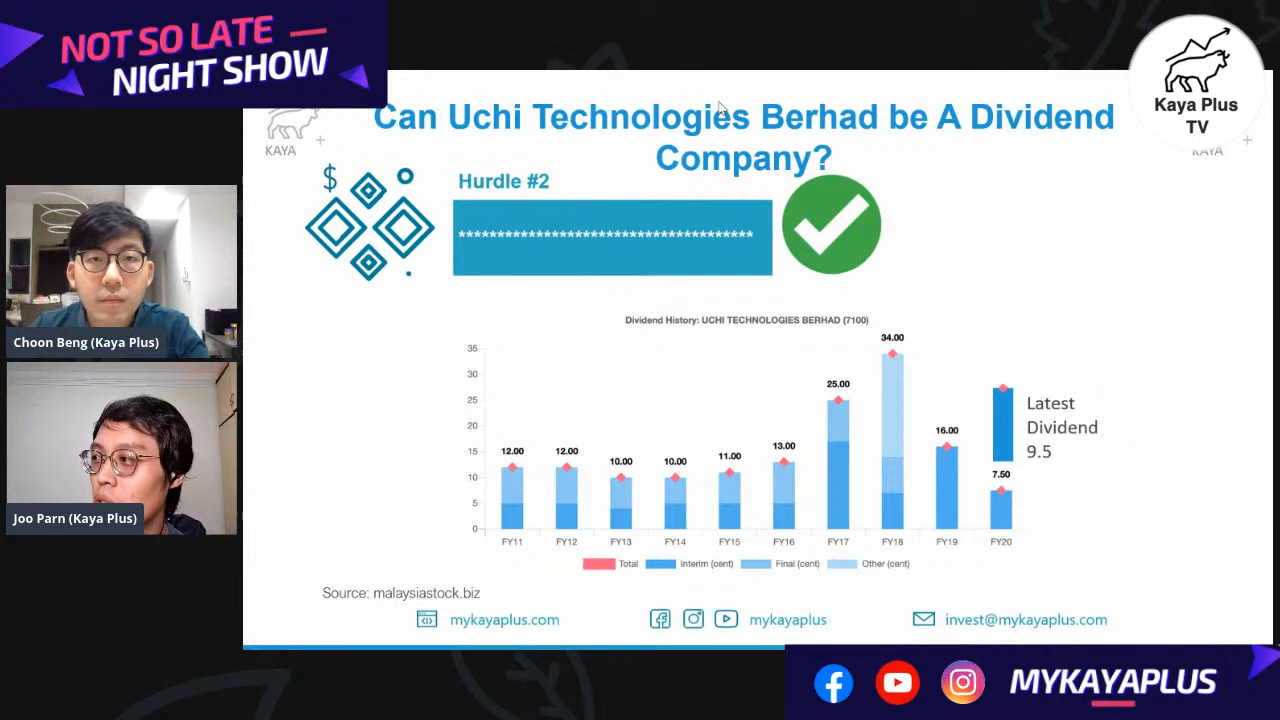 NOT SO LATE
NIGHT SHOW
Kaya Plus
TV
KAYA
KAYA
Can Uchi Technologies Berhad be A Dividend
Company?
$
Hurdle #2
**************************************
Choon Beng (Kaya Plus)
Joo Parn (Kaya Plus)
Dividend History: UCHI TECHNOLOGIES BERHAD (7100)
35
30
25
20
15
10
5
0
12.00
12.00
10.00
10.00
11.00
13.00
25.00
34.00
16.00
7.50
Latest
Dividend
9.5
FY11 FY12 FY13 FY14 FY15 FY16 FY17 FY18 FY19 FY20
Total Interim (cent) Final (cent) Other (cent)
Source: malaysiastock.biz
mykayaplus.com mykayaplus invest@mykayaplus.com
MYKAYAPLUS